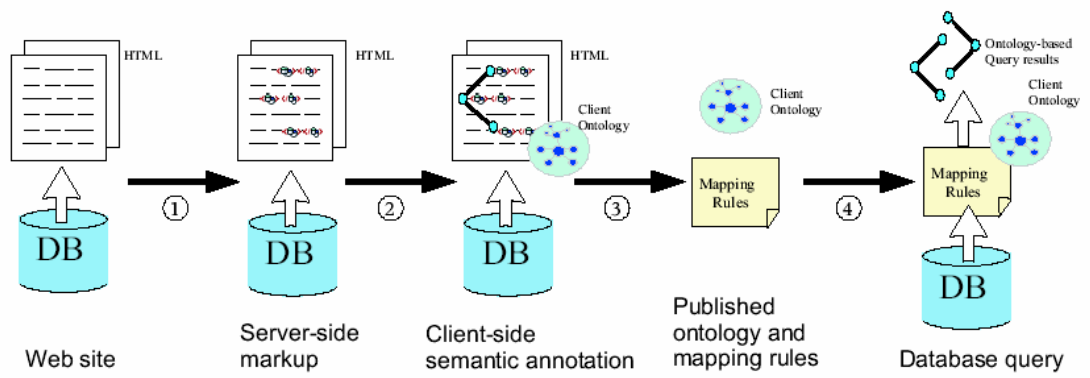 HTML
DB
Web site
①
HTML
DB
Server-side
markup
②
HTML
Client
Ontology
DB
Client-side
semantic annotation
③
Client
Ontology
Mapping
Rules
Published
ontology and
mapping rules
④
Ontology-based
Query results
Client
Ontology
Mapping
Rules
DB
Database query